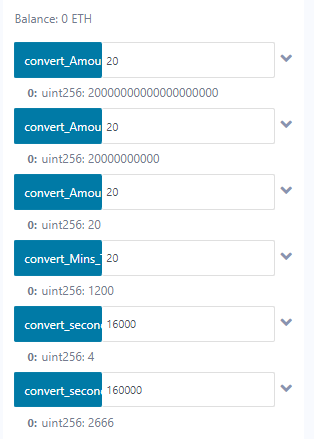 Balance: 0 ETH
convert_Amou 20
0: uint256: 20000000000000000000
convert_Amou 20
0: uint256: 20000000000
convert_Amou 20
0: uint256: 20
convert_Mins_ 20
0: uint256: 1200
convert_secon 16000
0: uint256: 4
convert_secon 160000
0: uint256: 2666